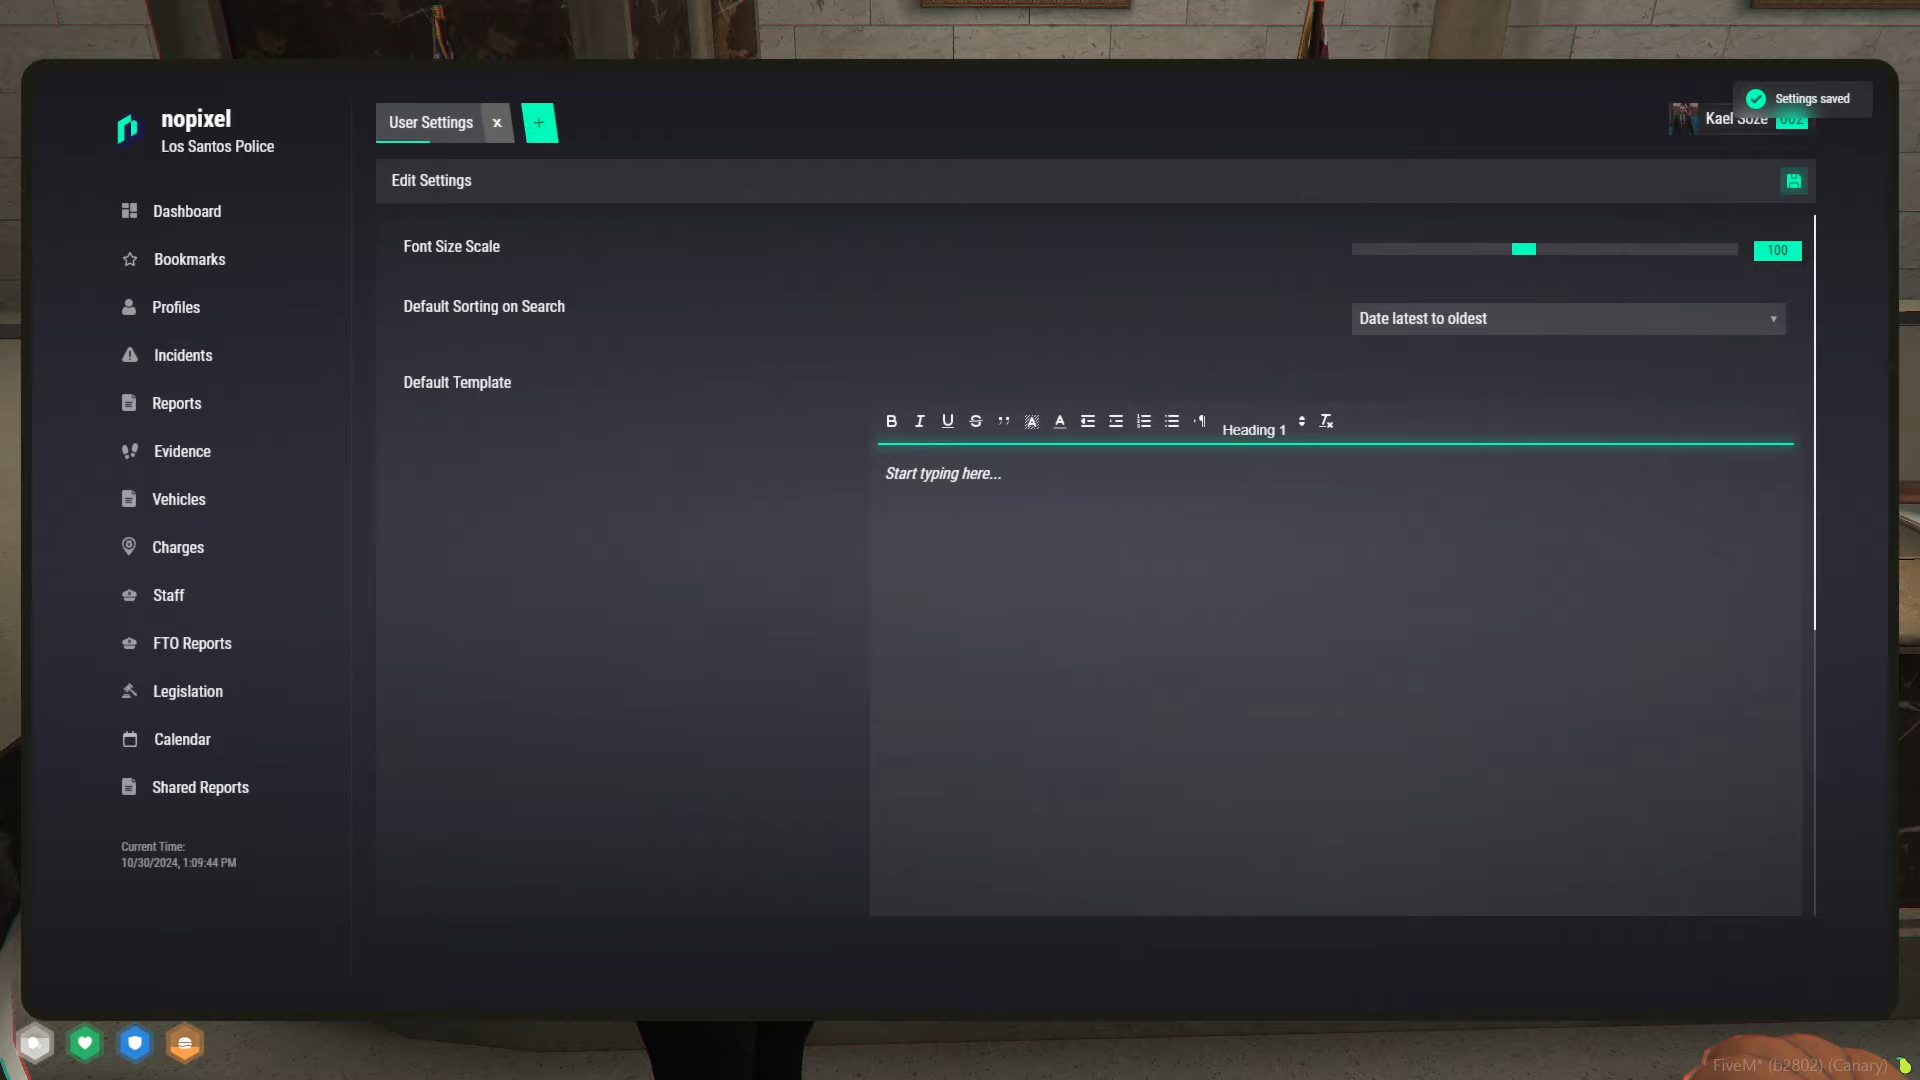 nopixel
Los Santos Police
Dashboard
Bookmarks
Profiles
Incidents
Reports
Evidence
Vehicles
Charges
Staff
FTO Reports
Legislation
Calendar
Shared Reports
Current Time:
10/30/2024, 1:09:44 PM
User Settings x +
Settings saved
Kael Soze 002
Edit Settings
Font Size Scale
100
Default Sorting on Search
Date latest to oldest
Default Template
Heading 1
Start typing here...
FiveM* (b2802) (Canary)